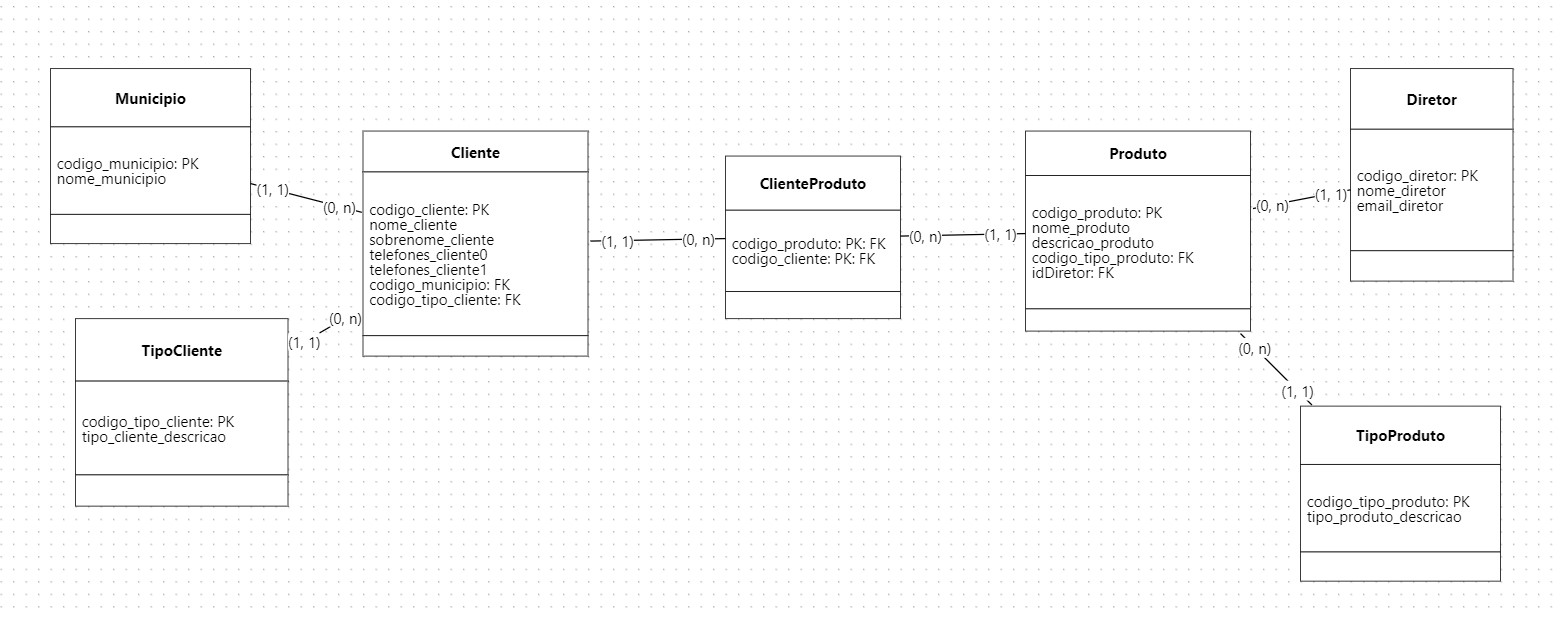 Municipio
codigo_municipio: PK
nome_municipio
(1, 1)
(0, n)
Cliente
codigo_cliente: PK
nome_cliente
sobrenome_cliente
telefones_cliente0
telefones_cliente1
codigo_municipio: FK
codigo_tipo_cliente: FK
(0, n)
(1, 1)
TipoCliente
codigo_tipo_cliente: PK
tipo_cliente_descricao
(1, 1)
(0, n)
ClienteProduto
codigo_produto: PK: FK
codigo_cliente: PK: FK
(0, n)
(1, 1)
Produto
codigo_produto: PK
nome_produto
descricao_produto
codigo_tipo_produto: FK
idDiretor: FK
(0, n)
(1, 1)
Diretor
codigo_diretor: PK
nome_diretor
email_diretor
(0, n)
(1, 1)
TipoProduto
codigo_tipo_produto: PK
tipo_produto_descricao